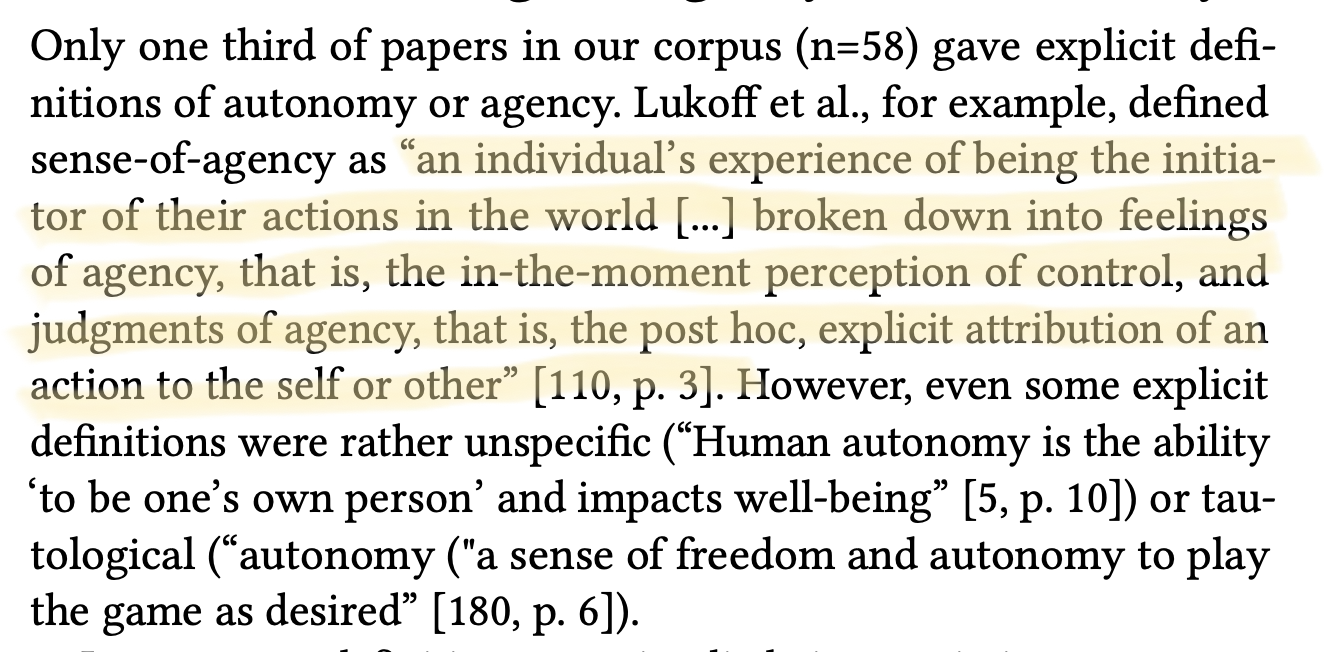 Only one third of papers in our corpus (n=58) gave explicit defi-
nitions of autonomy or agency. Lukoff et al., for example, defined
sense-of-agency as “an individual’s experience of being the initia-
tor of their actions in the world [...] broken down into feelings
of agency, that is, the in-the-moment perception of control, and
judgments of agency, that is, the post hoc, explicit attribution of an
action to the self or other” [110, p. 3]. However, even some explicit
definitions were rather unspecific (“Human autonomy is the ability
‘to be one’s own person’ and impacts well-being” [5, p. 10]) or tau-
tological (“autonomy ("a sense of freedom and autonomy to play
the game as desired” [180, p. 6]).